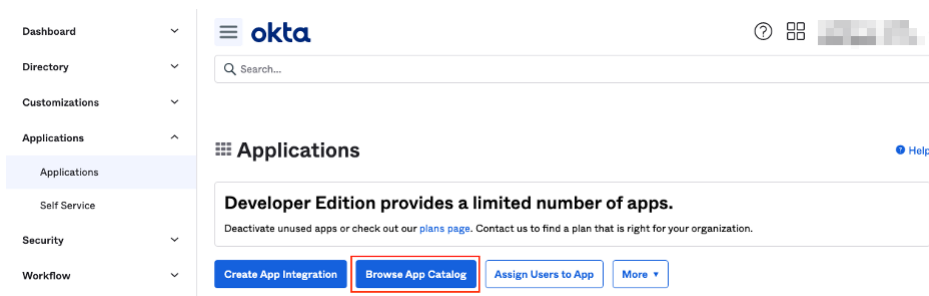 Dashboard
Directory
Customizations
Applications
Applications
Self Service
Security
Workflow
okta
Search...
Applications
Help
Developer Edition provides a limited number of apps.
Deactivate unused apps or check out our plans page. Contact us to find a plan that is right for your organization.
Create App Integration
Browse App Catalog
Assign Users to App
More